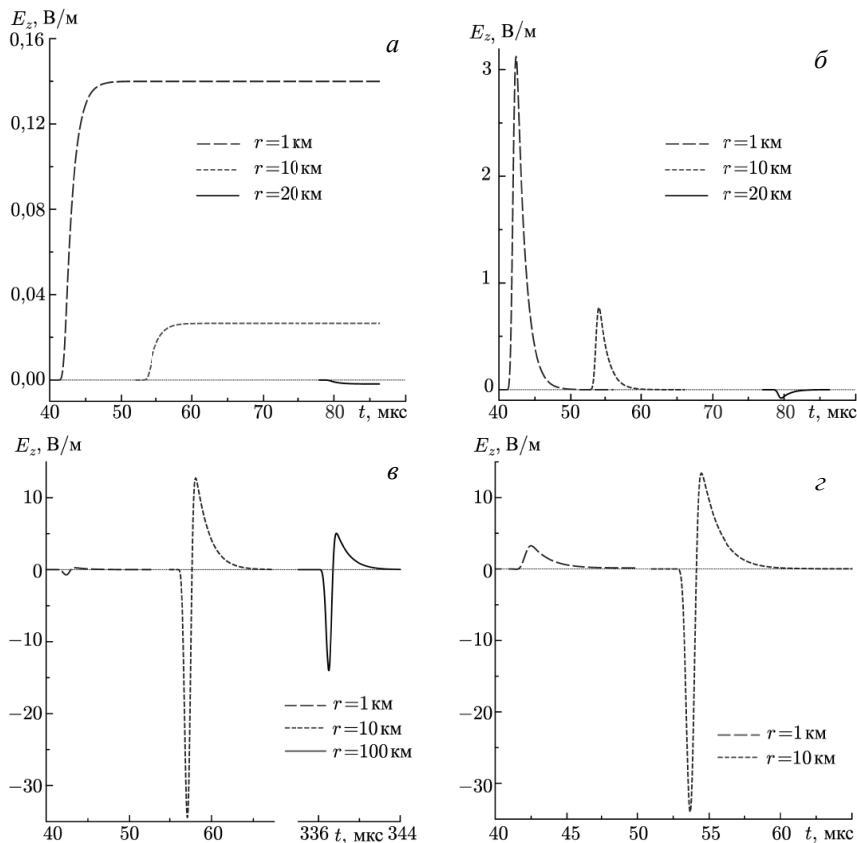 E_z, В/м
а
0,16
0,12
0,08
0,04
0,00
r=1 км
r=10 км
r=20 км
40 50 60 70 80 t, мкс
E_z, В/м
б
3
2
1
0
r=1 км
r=10 км
r=20 км
40 50 60 70 80 t, мкс
E_z, В/м
в
10
0
−10
−20
−30
r=1 км
r=10 км
r=100 км
40 50 60 336 t, мкс 344
E_z, В/м
г
10
0
−10
−20
−30
r=1 км
r=10 км
40 45 50 55 60 t, мкс